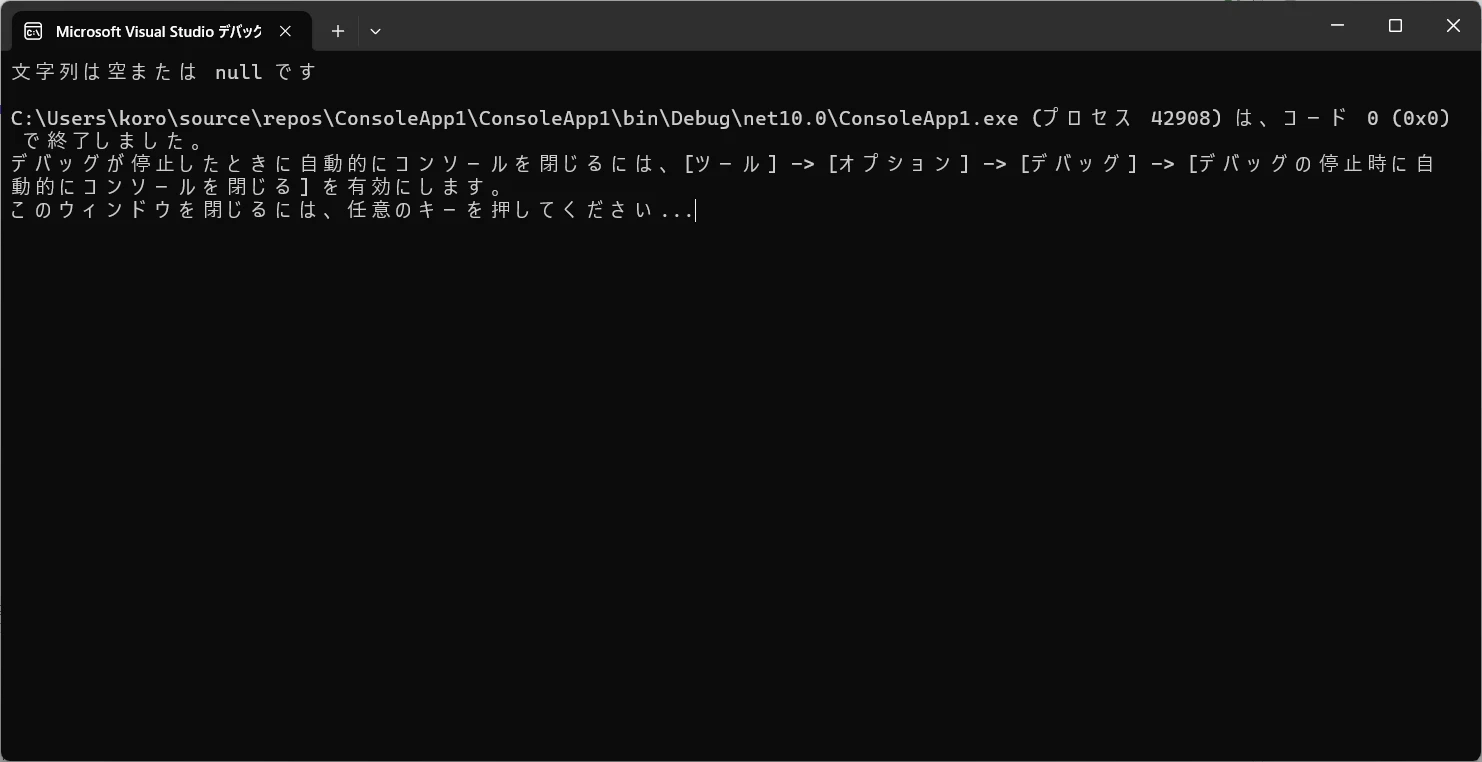 Microsoft Visual Studio デバッグ
文字列は空または null です
C:\Users\koro\source\repos\ConsoleApp1\ConsoleApp1\bin\Debug\net10.0\ConsoleApp1.exe (プロセス 42908) は、コード 0 (0x0)
で終了しました。
デバッグが停止したときに自動的にコンソールを閉じるには、[ツール] -> [オプション] -> [デバッグ] -> [デバッグの停止時に自
動的にコンソールを閉じる] を有効にします。
このウィンドウを閉じるには、任意のキーを押してください...